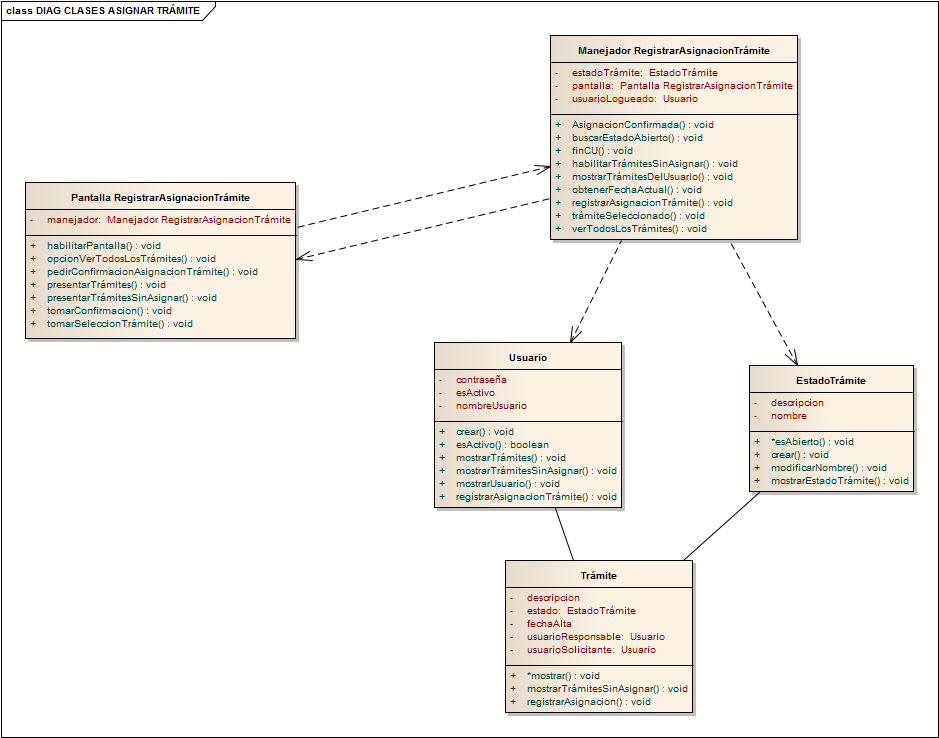 class DIAG CLASES ASIGNAR TRÁMITE
Manejador RegistrarAsignacionTrámite
- estadoTrámite: EstadoTrámite
- pantalla: Pantalla RegistrarAsignacionTrámite
- usuarioLogueado: Usuario
+ AsignacionConfirmada() : void
+ buscarEstadoAbierto() : void
+ finCU() : void
+ habilitarTrámitesSinAsignar() : void
+ mostrarTrámitesDelUsuario() : void
+ obtenerFechaActual() : void
+ registrarAsignacionTrámite() : void
+ trámiteSeleccionado() : void
+ verTodosLosTrámites() : void
Pantalla RegistrarAsignacionTrámite
- manejador: Manejador RegistrarAsignacionTrámite
+ habilitarPantalla() : void
+ opcionVerTodosLosTrámites() : void
+ pedirConfirmacionAsignacionTrámite() : void
+ presentarTrámites() : void
+ presentarTrámitesSinAsignar() : void
+ tomarConfirmacion() : void
+ tomarSeleccionTrámite() : void
Usuario
- contraseña
- esActivo
- nombreUsuario
+ crear() : void
+ esActivo() : boolean
+ mostrarTrámites() : void
+ mostrarTrámitesSinAsignar() : void
+ mostrarUsuario() : void
+ registrarAsignacionTrámite() : void
EstadoTrámite
- descripcion
- nombre
+ *esAbierto() : void
+ crear() : void
+ modificarNombre() : void
+ mostrarEstadoTrámite() : void
Trámite
- descripcion
- estado: EstadoTrámite
- fechaAlta
- usuarioResponsable: Usuario
- usuarioSolicitante: Usuario
+ *mostrar() : void
+ mostrarTrámitesSinAsignar() : void
+ registrarAsignacion() : void